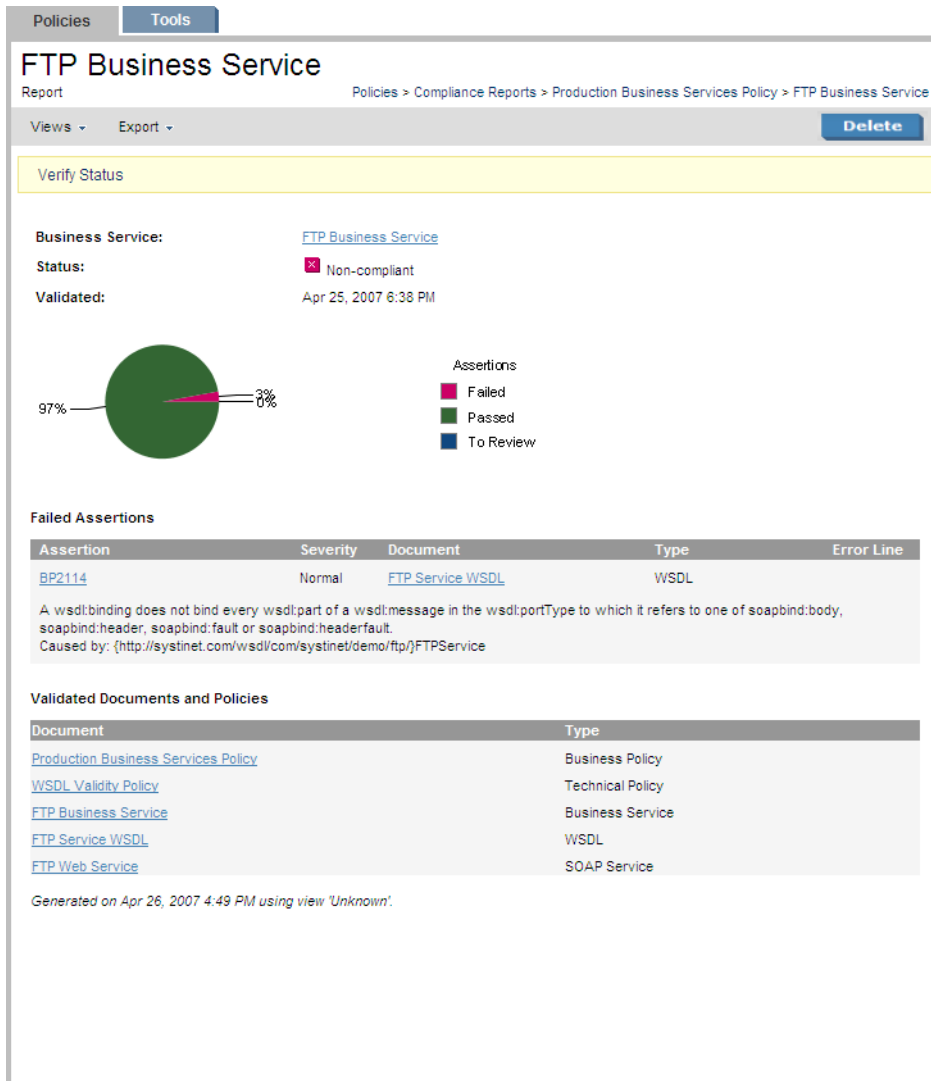 Policies Tools
FTP Business Service
Report Policies > Compliance Reports > Production Business Services Policy > FTP Business Service
Views Export Delete
Verify Status
Business Service: FTP Business Service
Status: Non-compliant
Validated: Apr 25, 2007 6:38 PM
97% 3% 0%
Assertions
Failed
Passed
To Review
Failed Assertions
Assertion Severity Document Type Error Line
BP2114 Normal FTP Service WSDL WSDL
A wsdl:binding does not bind every wsdl:part of a wsdl:message in the wsdl:portType to which it refers to one of soapbind:body,
soapbind:header, soapbind:fault or soapbind:headerfault.
Caused by: {http://systinet.com/wsdl/com/systinet/demo/ftp/}FTPService
Validated Documents and Policies
Document Type
Production Business Services Policy Business Policy
WSDL Validity Policy Technical Policy
FTP Business Service Business Service
FTP Service WSDL WSDL
FTP Web Service SOAP Service
Generated on Apr 26, 2007 4:49 PM using view 'Unknown'.